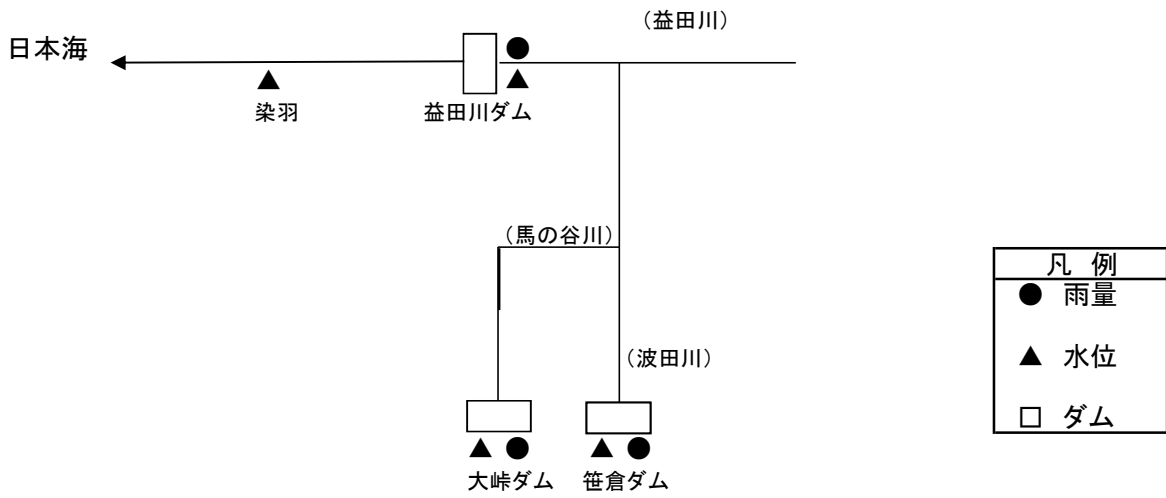 （益田川）
日本海
染羽
益田川ダム
（馬の谷川）
（波田川）
大峠ダム
笹倉ダム
凡 例
雨量
水位
ダム